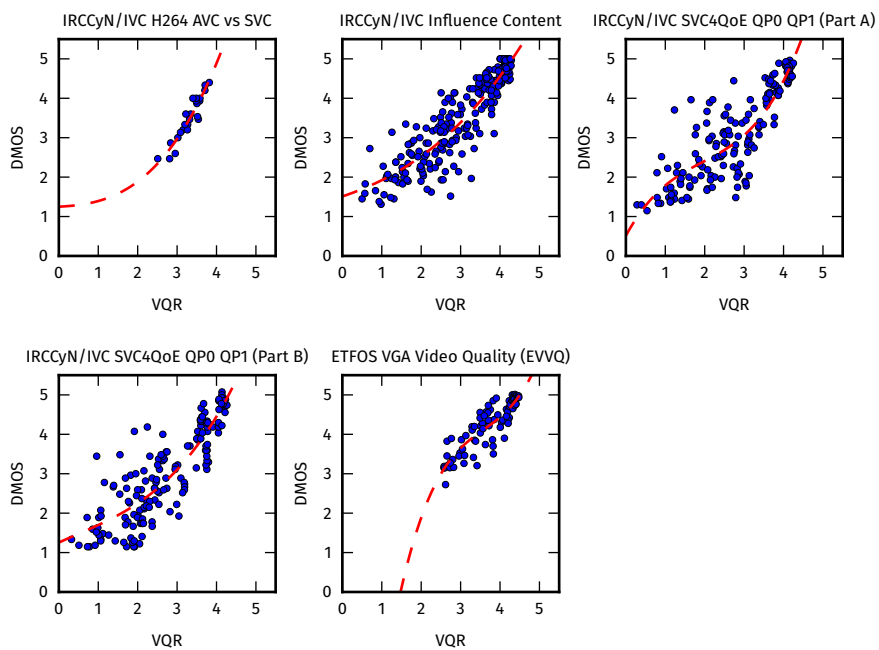 IRCCyN/IVC H264 AVC vs SVC
5
4
3
2
1
0
DMOS
0 1 2 3 4 5
VQR
IRCCyN/IVC Influence Content
5
4
3
2
1
0
DMOS
0 1 2 3 4 5
VQR
IRCCyN/IVC SVC4QoE QP0 QP1 (Part A)
5
4
3
2
1
0
DMOS
0 1 2 3 4 5
VQR
IRCCyN/IVC SVC4QoE QP0 QP1 (Part B)
5
4
3
2
1
0
DMOS
0 1 2 3 4 5
VQR
ETFOS VGA Video Quality (EVVQ)
5
4
3
2
1
0
DMOS
0 1 2 3 4 5
VQR